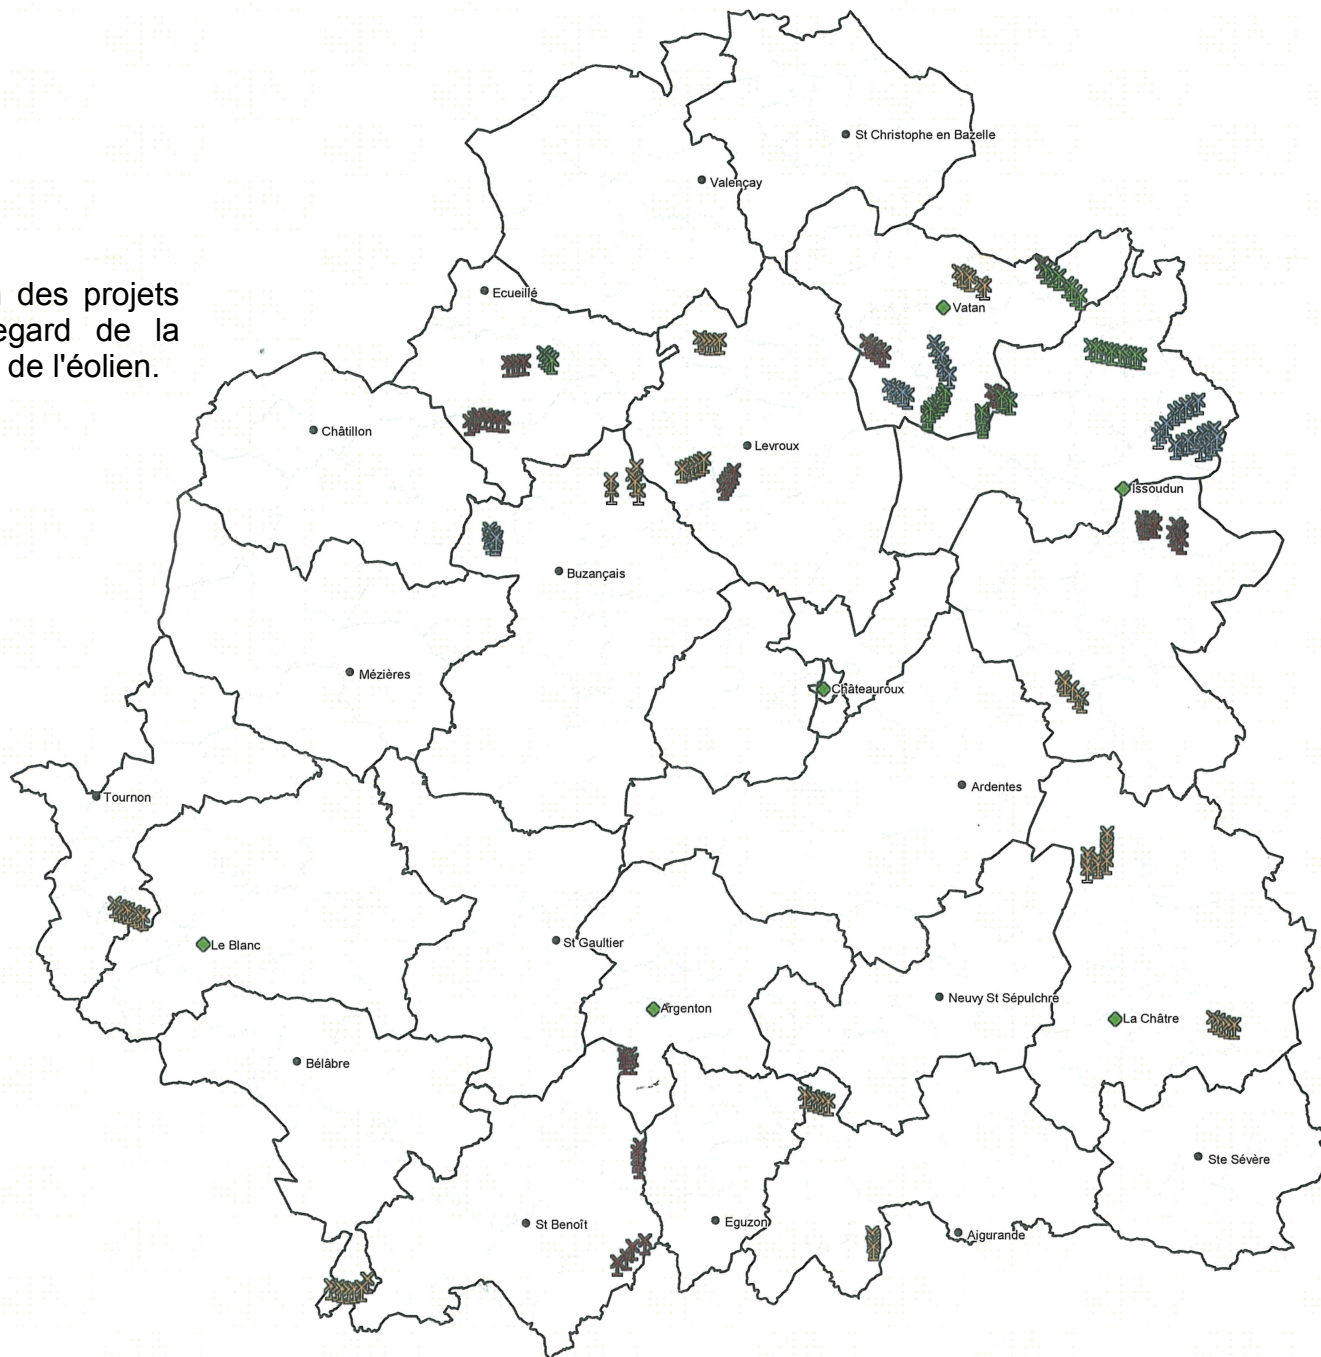 St Christophe en Bazelle
Valençay
des projets
Ecueillé
egard de la
Vatan
de l'éolien.
Châtillon
Levroux
Issoudun
Buzançais
Mézières
Châteauroux
Ardentes
Tournon
St Gaultier
Le Blanc
Neuvy St Sépulchre
Argenton
La Châtre
Bélâbre
Ste Sévère
St Benoît
Eguzon
Aigurande